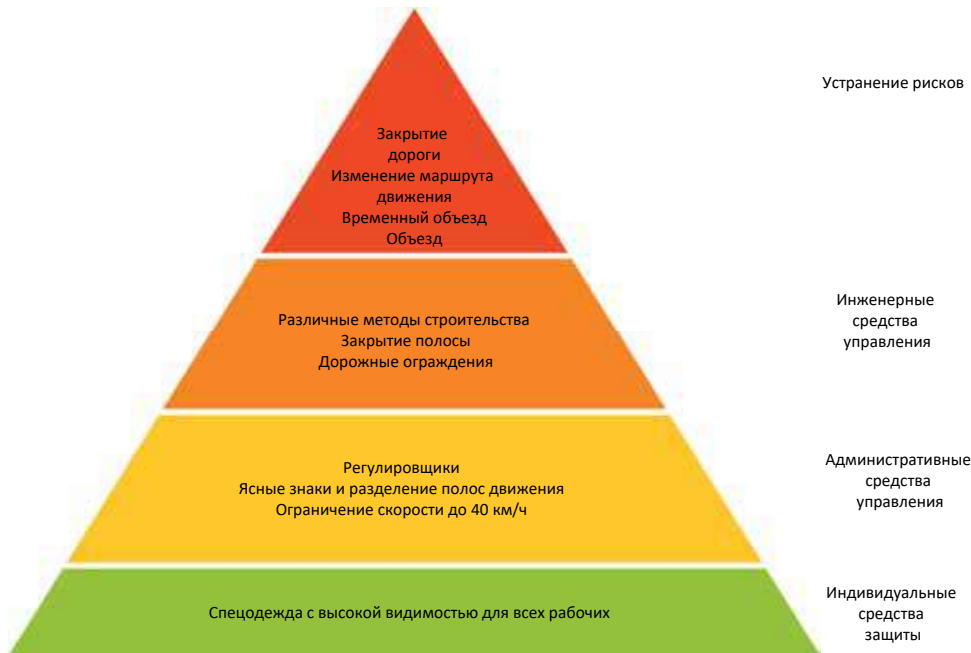 Устранение рисков
Закрытие
дороги
Изменение маршрута
движения
Временный объезд
Объезд
Инженерные
средства
управления
Различные методы строительства
Закрытие полосы
Дорожные ограждения
Административные
средства
управления
Регулировщики
Ясные знаки и разделение полос движения
Ограничение скорости до 40 км/ч
Индивидуальные
средства
защиты
Спецодежда с высокой видимостью для всех рабочих